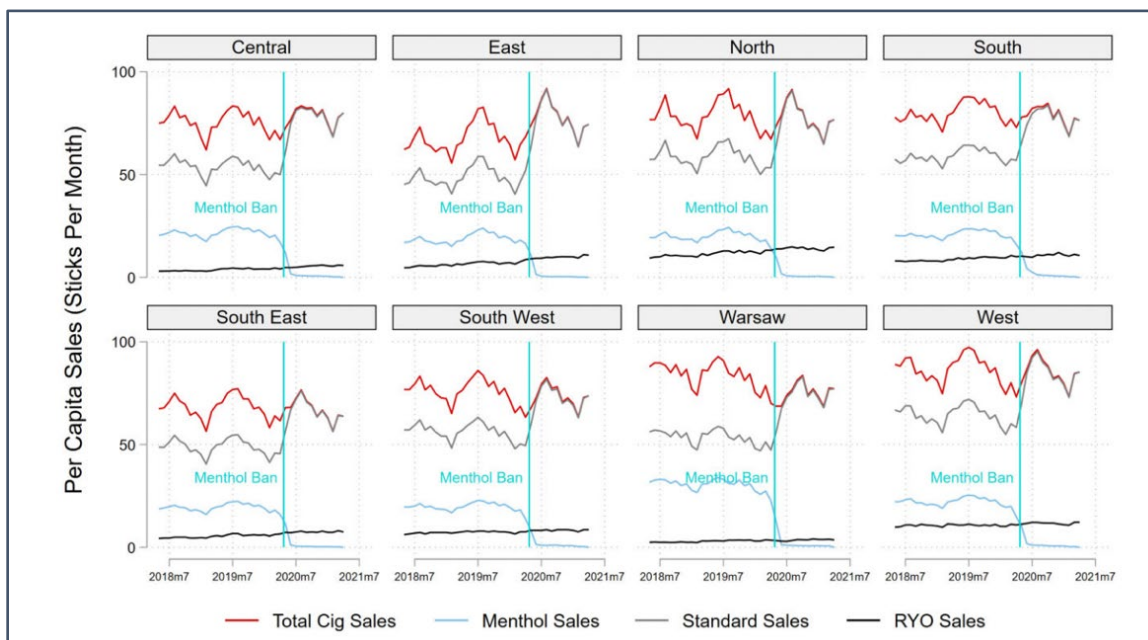 Per Capita Sales (Sticks Per Month)
Central
East
North
South
100
50
0
Menthol Ban
Menthol Ban
Menthol Ban
Menthol Ban
South East
South West
Warsaw
West
100
50
0
Menthol Ban
Menthol Ban
Menthol Ban
Menthol Ban
2018m7 2019m7 2020m7 2021m7
2018m7 2019m7 2020m7 2021m7
2018m7 2019m7 2020m7 2021m7
2018m7 2019m7 2020m7 2021m7
Total Cig Sales Menthol Sales Standard Sales RYO Sales